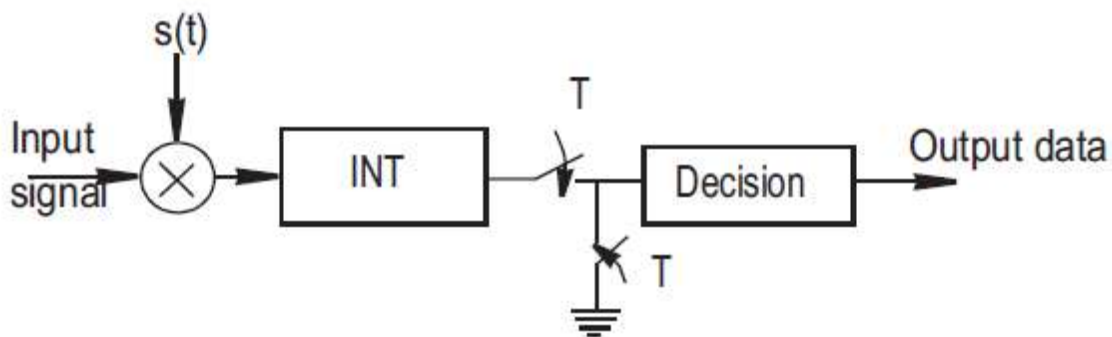 s(t)
Input
signal
INT
T
Decision
Output data
T